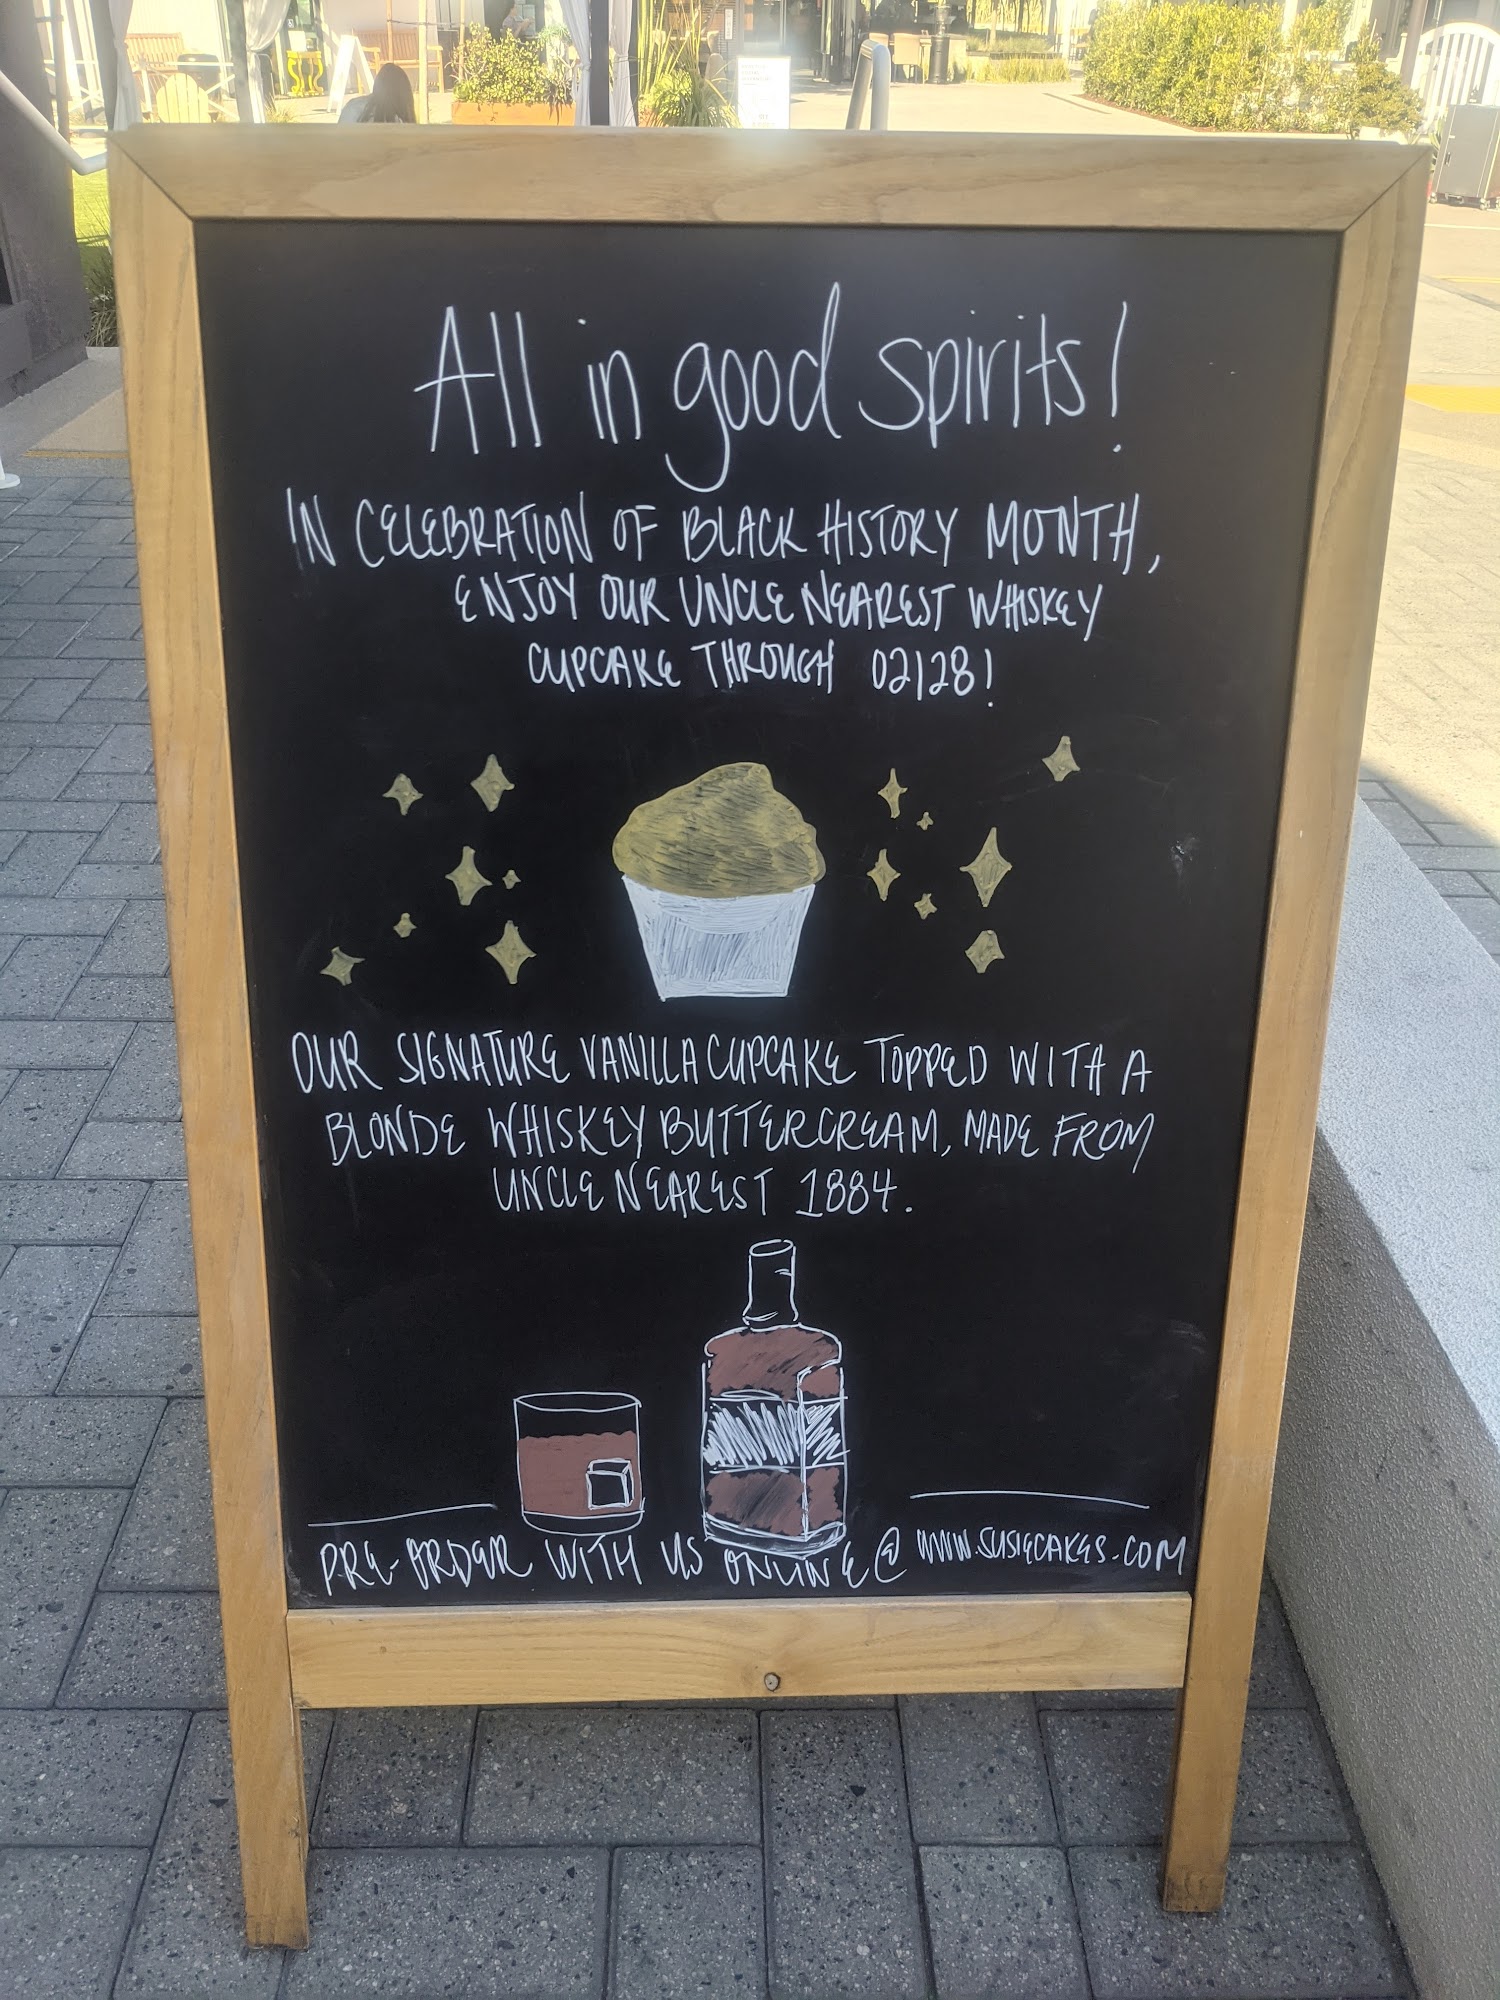 All in good spirits!
IN CELEBRATION OF BLACK HISTORY MONTH,
ENJOY OUR UNCLE NEAREST WHISKEY
CUPCAKE THROUGH 02/28!
OUR SIGNATURE VANILLA CUPCAKE TOPPED WITH A
BLONDE WHISKEY BUTTERCREAM, MADE FROM
UNCLE NEAREST 1884.
PRE-ORDER WITH US ONLINE @ WWW.SUSIECAKES.COM